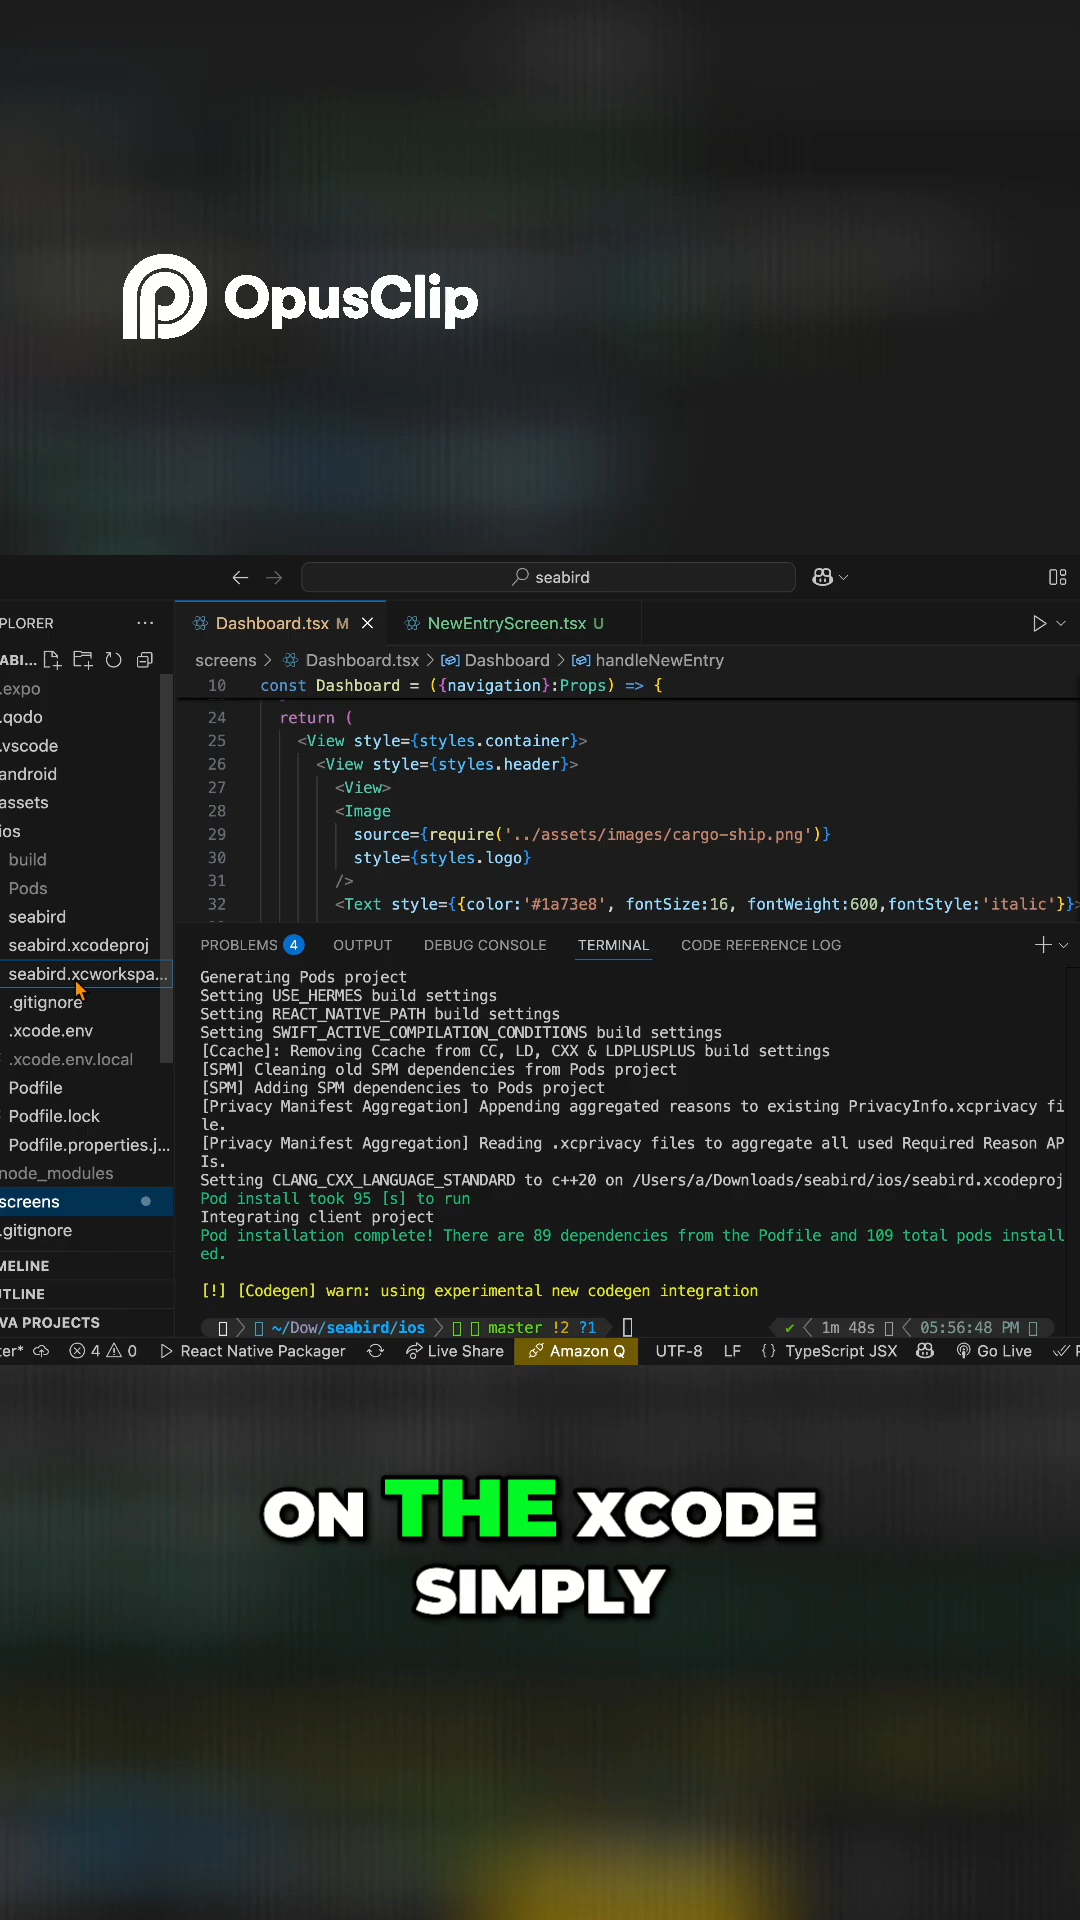 OpusClip
seabird
PLORER
Dashboard.tsx M
NewEntryScreen.tsx U
ABI...
screens > Dashboard.tsx > Dashboard > handleNewEntry
.expo
.qodo
.vscode
android
assets
ios
build
Pods
seabird
seabird.xcodeproj
seabird.xcworkspa...
.gitignore
.xcode.env
.xcode.env.local
Podfile
Podfile.lock
Podfile.properties.j...
node_modules
screens
.gitignore
MELINE
UTLINE
VA PROJECTS
10 const Dashboard = ({navigation}:Props) => {
24 return (
25 <View style={styles.container}>
26 <View style={styles.header}>
27 <View>
28 <Image
29 source={require('../assets/images/cargo-ship.png')}
30 style={styles.logo}
31 />
32 <Text style={{color:'#1a73e8', fontSize:16, fontWeight:600,fontStyle:'italic'}}>
PROBLEMS 4 OUTPUT DEBUG CONSOLE TERMINAL CODE REFERENCE LOG
Generating Pods project
Setting USE_HERMES build settings
Setting REACT_NATIVE_PATH build settings
Setting SWIFT_ACTIVE_COMPILATION_CONDITIONS build settings
[Ccache]: Removing Ccache from CC, LD, CXX & LDPLUSPLUS build settings
[SPM] Cleaning old SPM dependencies from Pods project
[SPM] Adding SPM dependencies to Pods project
[Privacy Manifest Aggregation] Appending aggregated reasons to existing PrivacyInfo.xcprivacy fi
le.
[Privacy Manifest Aggregation] Reading .xcprivacy files to aggregate all used Required Reason AP
Is.
Setting CLANG_CXX_LANGUAGE_STANDARD to c++20 on /Users/a/Downloads/seabird/ios/seabird.xcodeproj
Pod install took 95 [s] to run
Integrating client project
Pod installation complete! There are 89 dependencies from the Podfile and 109 total pods install
ed.
[!] [Codegen] warn: using experimental new codegen integration
~/Dow/seabird/ios master !2 ?1 ✔ 1m 48s 05:56:48 PM
ter* 4 0 React Native Packager Live Share Amazon Q UTF-8 LF {} TypeScript JSX Go Live
ON THE XCODE
SIMPLY